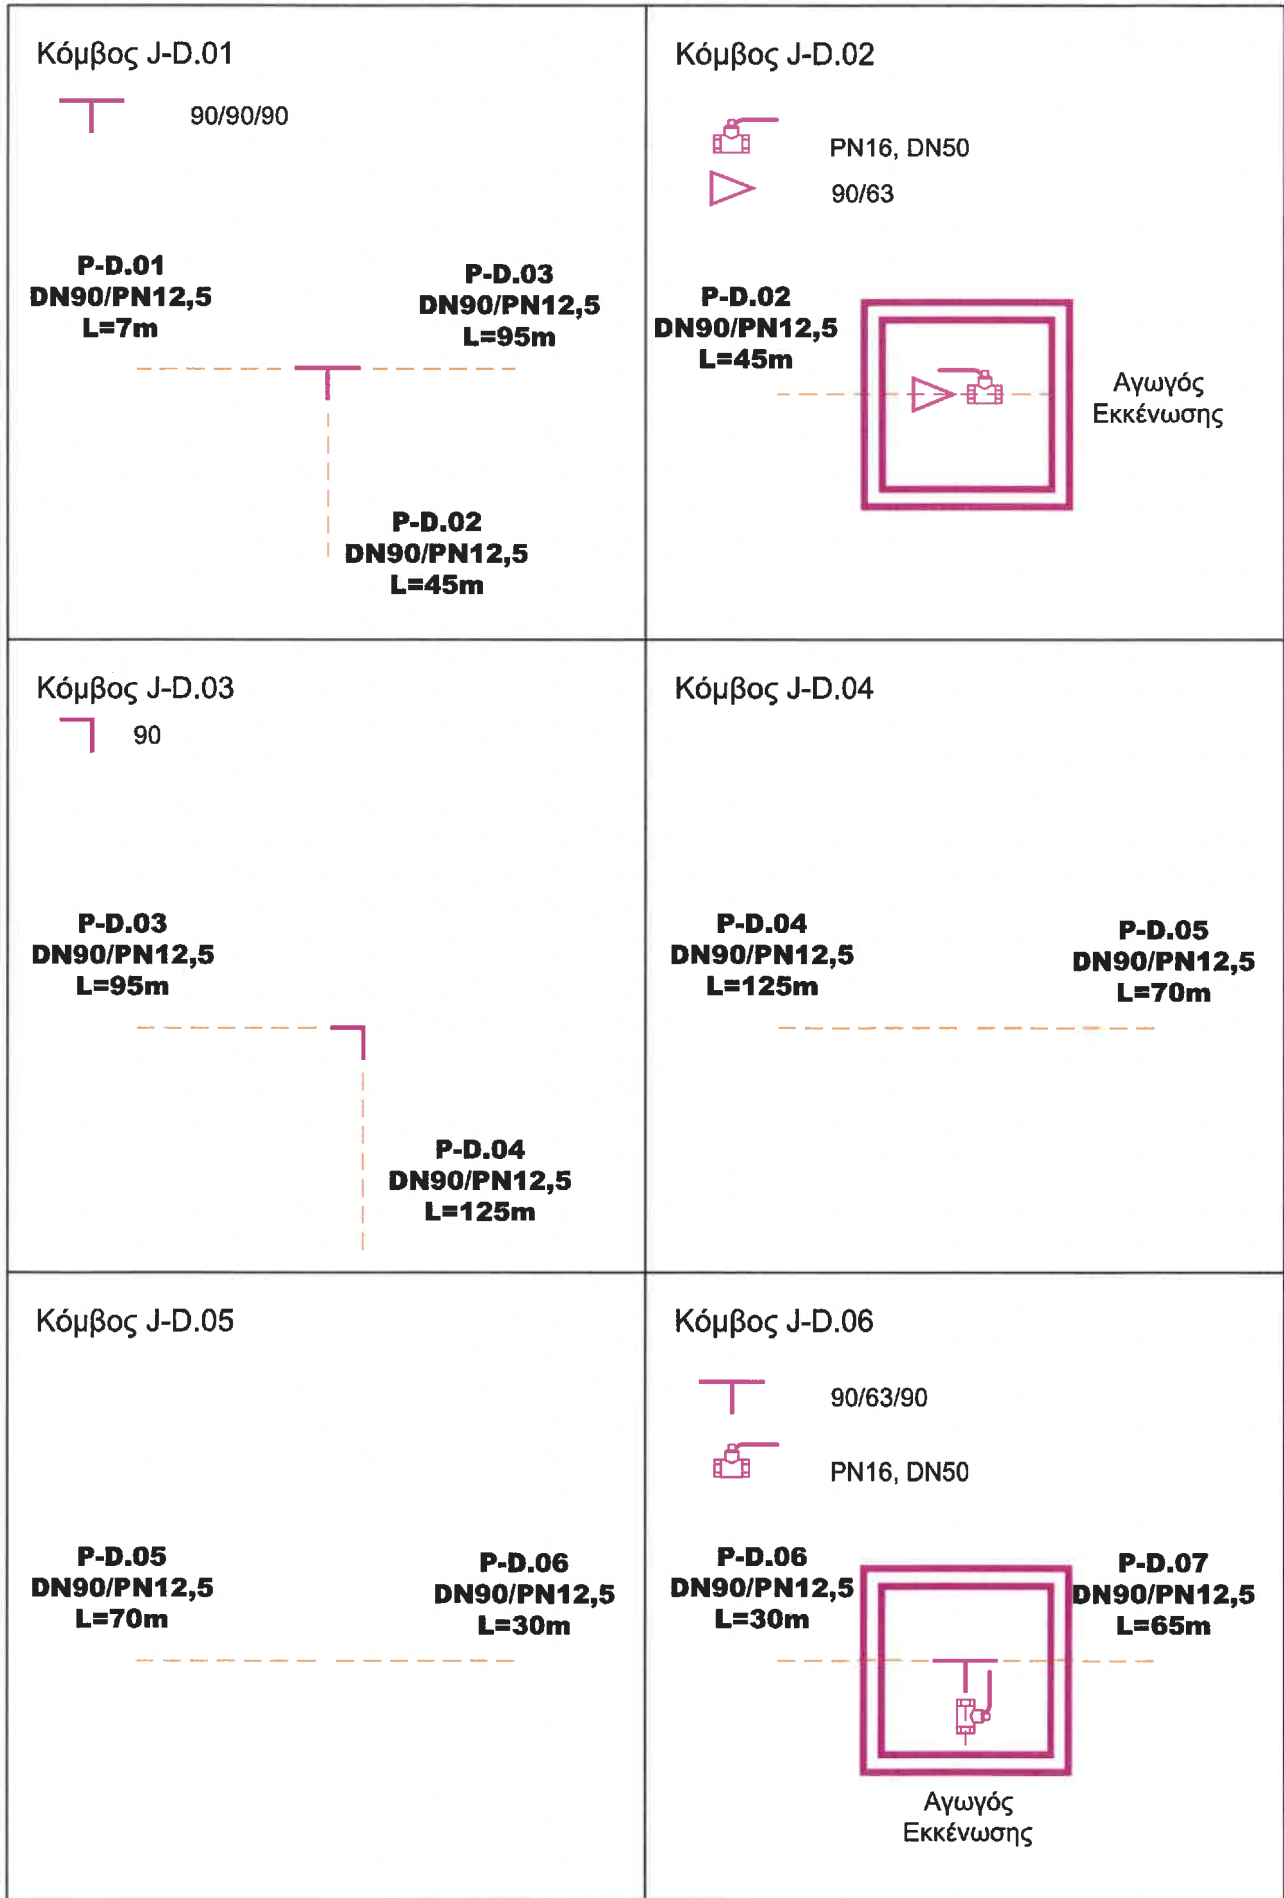 Κόμβος J-D.01
90/90/90
P-D.01
DN90/PN12,5
L=7m
P-D.03
DN90/PN12,5
L=95m
P-D.02
DN90/PN12,5
L=45m
Κόμβος J-D.02
PN16, DN50
90/63
P-D.02
DN90/PN12,5
L=45m
Αγωγός
Εκκένωσης
Κόμβος J-D.03
90
P-D.03
DN90/PN12,5
L=95m
P-D.04
DN90/PN12,5
L=125m
Κόμβος J-D.04
P-D.04
DN90/PN12,5
L=125m
P-D.05
DN90/PN12,5
L=70m
Κόμβος J-D.05
P-D.05
DN90/PN12,5
L=70m
P-D.06
DN90/PN12,5
L=30m
Κόμβος J-D.06
90/63/90
PN16, DN50
P-D.06
DN90/PN12,5
L=30m
P-D.07
DN90/PN12,5
L=65m
Αγωγός
Εκκένωσης